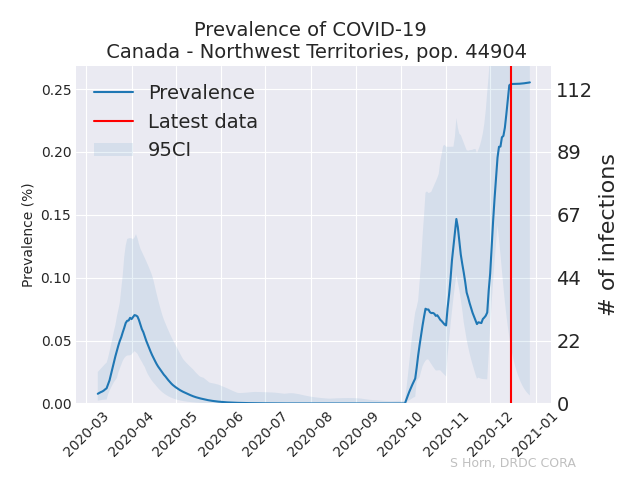 Prevalence of COVID-19
Canada - Northwest Territories, pop. 44904
Prevalence
Latest data
95CI
Prevalence (%)
0.25
0.20
0.15
0.10
0.05
0.00
112
89
67
44
22
0
# of infections
2020-03
2020-04
2020-05
2020-06
2020-07
2020-08
2020-09
2020-10
2020-11
2020-12
2021-01
S Horn, DRDC CORA